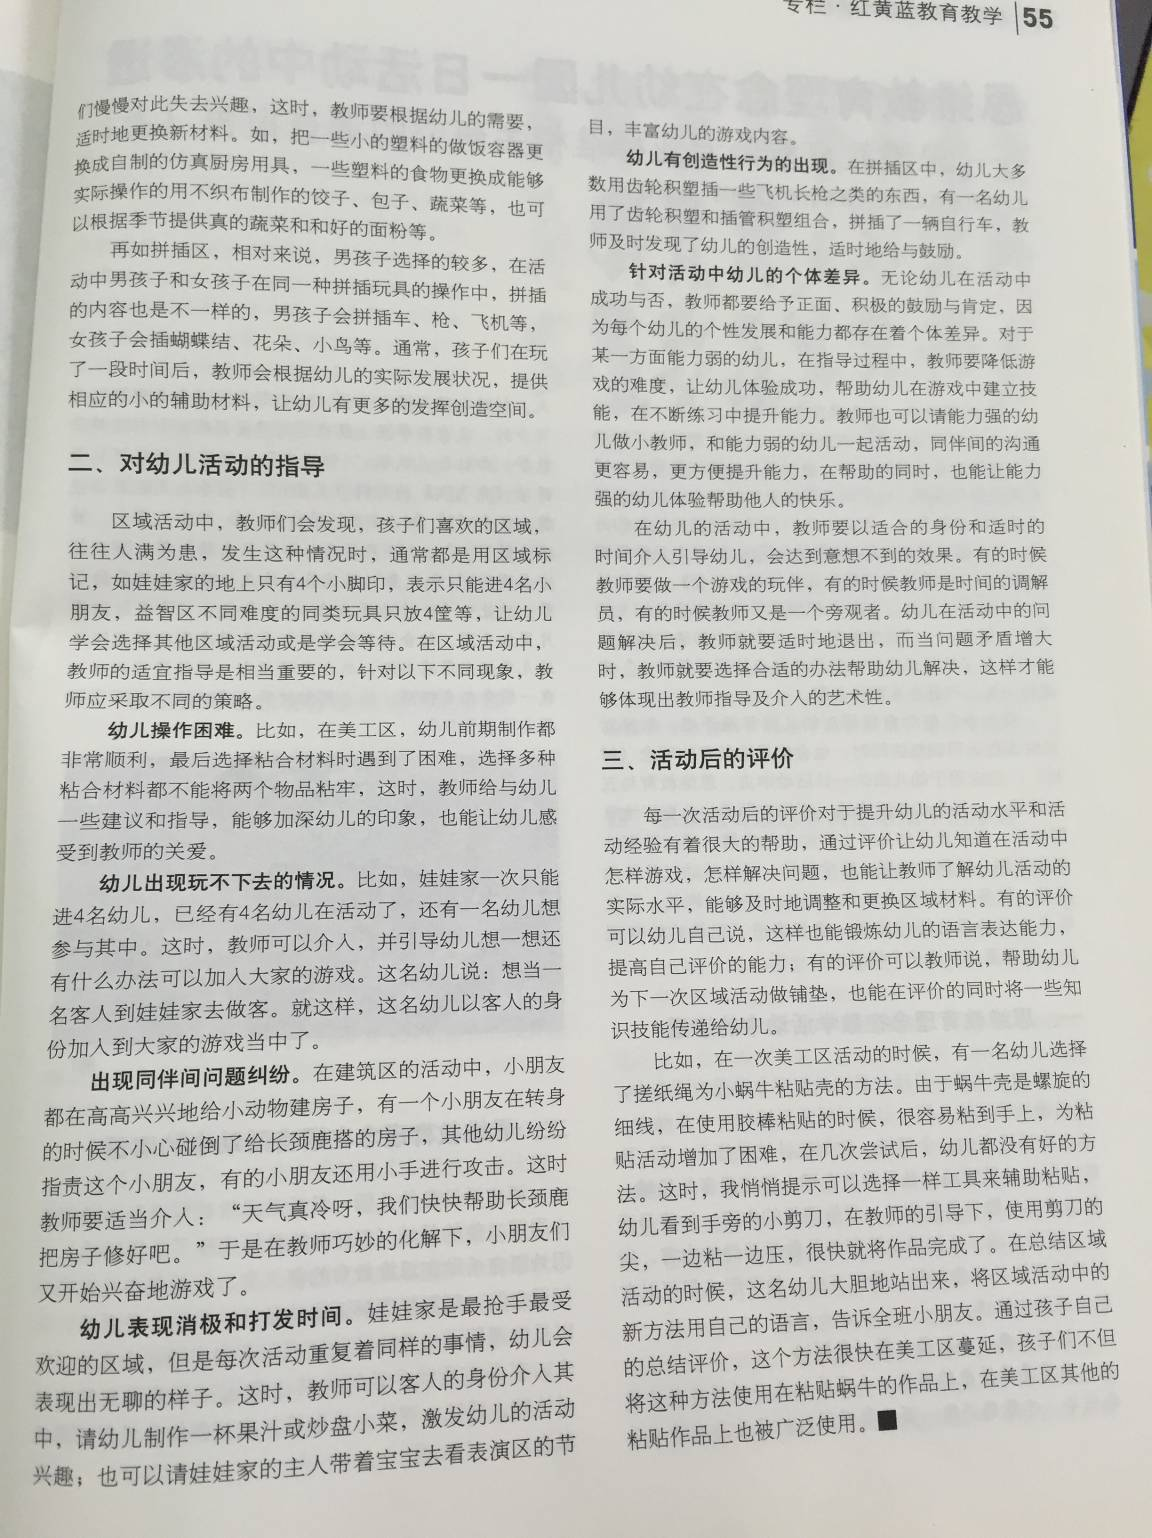 专栏·红黄蓝教育教学 55
们慢慢对此失去兴趣，这时，教师要根据幼儿的需要，
适时地更换新材料。如，把一些小的塑料的做饭容器更
换成自制的仿真厨房用具，一些塑料的食物更换成能够
实际操作的用不织布制作的饺子、包子、蔬菜等，也可
以根据季节提供真的蔬菜和和好的面粉等。
再如拼插区，相对来说，男孩子选择的较多，在活
动中男孩子和女孩子在同一种拼插玩具的操作中，拼插
的内容也是不一样的，男孩子会拼插车、枪、飞机等，
女孩子会插蝴蝶结、花朵、小鸟等。通常，孩子们在玩
了一段时间后，教师会根据幼儿的实际发展状况，提供
相应的小的辅助材料，让幼儿有更多的发挥创造空间。
二、对幼儿活动的指导
区域活动中，教师们会发现，孩子们喜欢的区域，
往往人满为患，发生这种情况时，通常都是用区域标
记，如娃娃家的地上只有4个小脚印，表示只能进4名小
朋友，益智区不同难度的同类玩具只放4筐等，让幼儿
学会选择其他区域活动或是学会等待。在区域活动中，
教师的适宜指导是相当重要的，针对以下不同现象，教
师应采取不同的策略。
幼儿操作困难。比如，在美工区，幼儿前期制作都
非常顺利，最后选择粘合材料时遇到了困难，选择多种
粘合材料都不能将两个物品粘牢，这时，教师给与幼儿
一些建议和指导，能够加深幼儿的印象，也能让幼儿感
受到教师的关爱。
幼儿出现玩不下去的情况。比如，娃娃家一次只能
进4名幼儿，已经有4名幼儿在活动了，还有一名幼儿想
参与其中。这时，教师可以介入，并引导幼儿想一想还
有什么办法可以加入大家的游戏。这名幼儿说：想当一
名客人到娃娃家去做客。就这样，这名幼儿以客人的身
份加入到大家的游戏当中了。
出现同伴间问题纠纷。在建筑区的活动中，小朋友
都在高高兴兴地给小动物建房子，有一个小朋友在转身
的时候不小心碰倒了给长颈鹿搭的房子，其他幼儿纷纷
指责这个小朋友，有的小朋友还用小手进行攻击。这时
教师要适当介入：“天气真冷呀，我们快快帮助长颈鹿
把房子修好吧。”于是在教师巧妙的化解下，小朋友们
又开始兴奋地游戏了。
幼儿表现消极和打发时间。娃娃家是最抢手最受
欢迎的区域，但是每次活动重复着同样的事情，幼儿会
表现出无聊的样子。这时，教师可以客人的身份介入其
中，请幼儿制作一杯果汁或炒盘小菜，激发幼儿的活动
兴趣；也可以请娃娃家的主人带着宝宝去看表演区的节
目，丰富幼儿的游戏内容。
幼儿有创造性行为的出现。在拼插区中，幼儿大多
数用齿轮积塑插一些飞机长枪之类的东西，有一名幼儿
用了齿轮积塑和插管积塑组合，拼插了一辆自行车，教
师及时发现了幼儿的创造性，适时地给与鼓励。
针对活动中幼儿的个体差异。无论幼儿在活动中
成功与否，教师都要给予正面、积极的鼓励与肯定，因
为每个幼儿的个性发展和能力都存在着个体差异。对于
某一方面能力弱的幼儿，在指导过程中，教师要降低游
戏的难度，让幼儿体验成功，帮助幼儿在游戏中建立技
能，在不断练习中提升能力。教师也可以请能力强的幼
儿做小教师，和能力弱的幼儿一起活动，同伴间的沟通
更容易，更方便提升能力，在帮助的同时，也能让能力
强的幼儿体验帮助他人的快乐。
在幼儿的活动中，教师要以适合的身份和适时的
时间介入引导幼儿，会达到意想不到的效果。有的时候
教师要做一个游戏的玩伴，有的时候教师是时间的调解
员，有的时候教师又是一个旁观者。幼儿在活动中的问
题解决后，教师就要适时地退出，而当问题矛盾增大
时，教师就要选择合适的办法帮助幼儿解决，这样才能
够体现出教师指导及介入的艺术性。
三、活动后的评价
每一次活动后的评价对于提升幼儿的活动水平和活
动经验有着很大的帮助，通过评价让幼儿知道在活动中
怎样游戏，怎样解决问题，也能让教师了解幼儿活动的
实际水平，能够及时地调整和更换区域材料。有的评价
可以幼儿自己说，这样也能锻炼幼儿的语言表达能力，
提高自己评价的能力；有的评价可以教师说，帮助幼儿
为下一次区域活动做铺垫，也能在评价的同时将一些知
识技能传递给幼儿。
比如，在一次美工区活动的时候，有一名幼儿选择
了搓纸绳为小蜗牛粘贴壳的方法。由于蜗牛壳是螺旋的
细线，在使用胶棒粘贴的时候，很容易粘到手上，为粘
贴活动增加了困难，在几次尝试后，幼儿都没有好的方
法。这时，我悄悄提示可以选择一样工具来辅助粘贴，
幼儿看到手旁的小剪刀，在教师的引导下，使用剪刀的
尖，一边粘一边压，很快就将作品完成了。在总结区域
活动的时候，这名幼儿大胆地站出来，将区域活动中的
新方法用自己的语言，告诉全班小朋友。通过孩子自己
的总结评价，这个方法很快在美工区蔓延，孩子们不但
将这种方法使用在粘贴蜗牛的作品上，在美工区其他的
粘贴作品上也被广泛使用。■